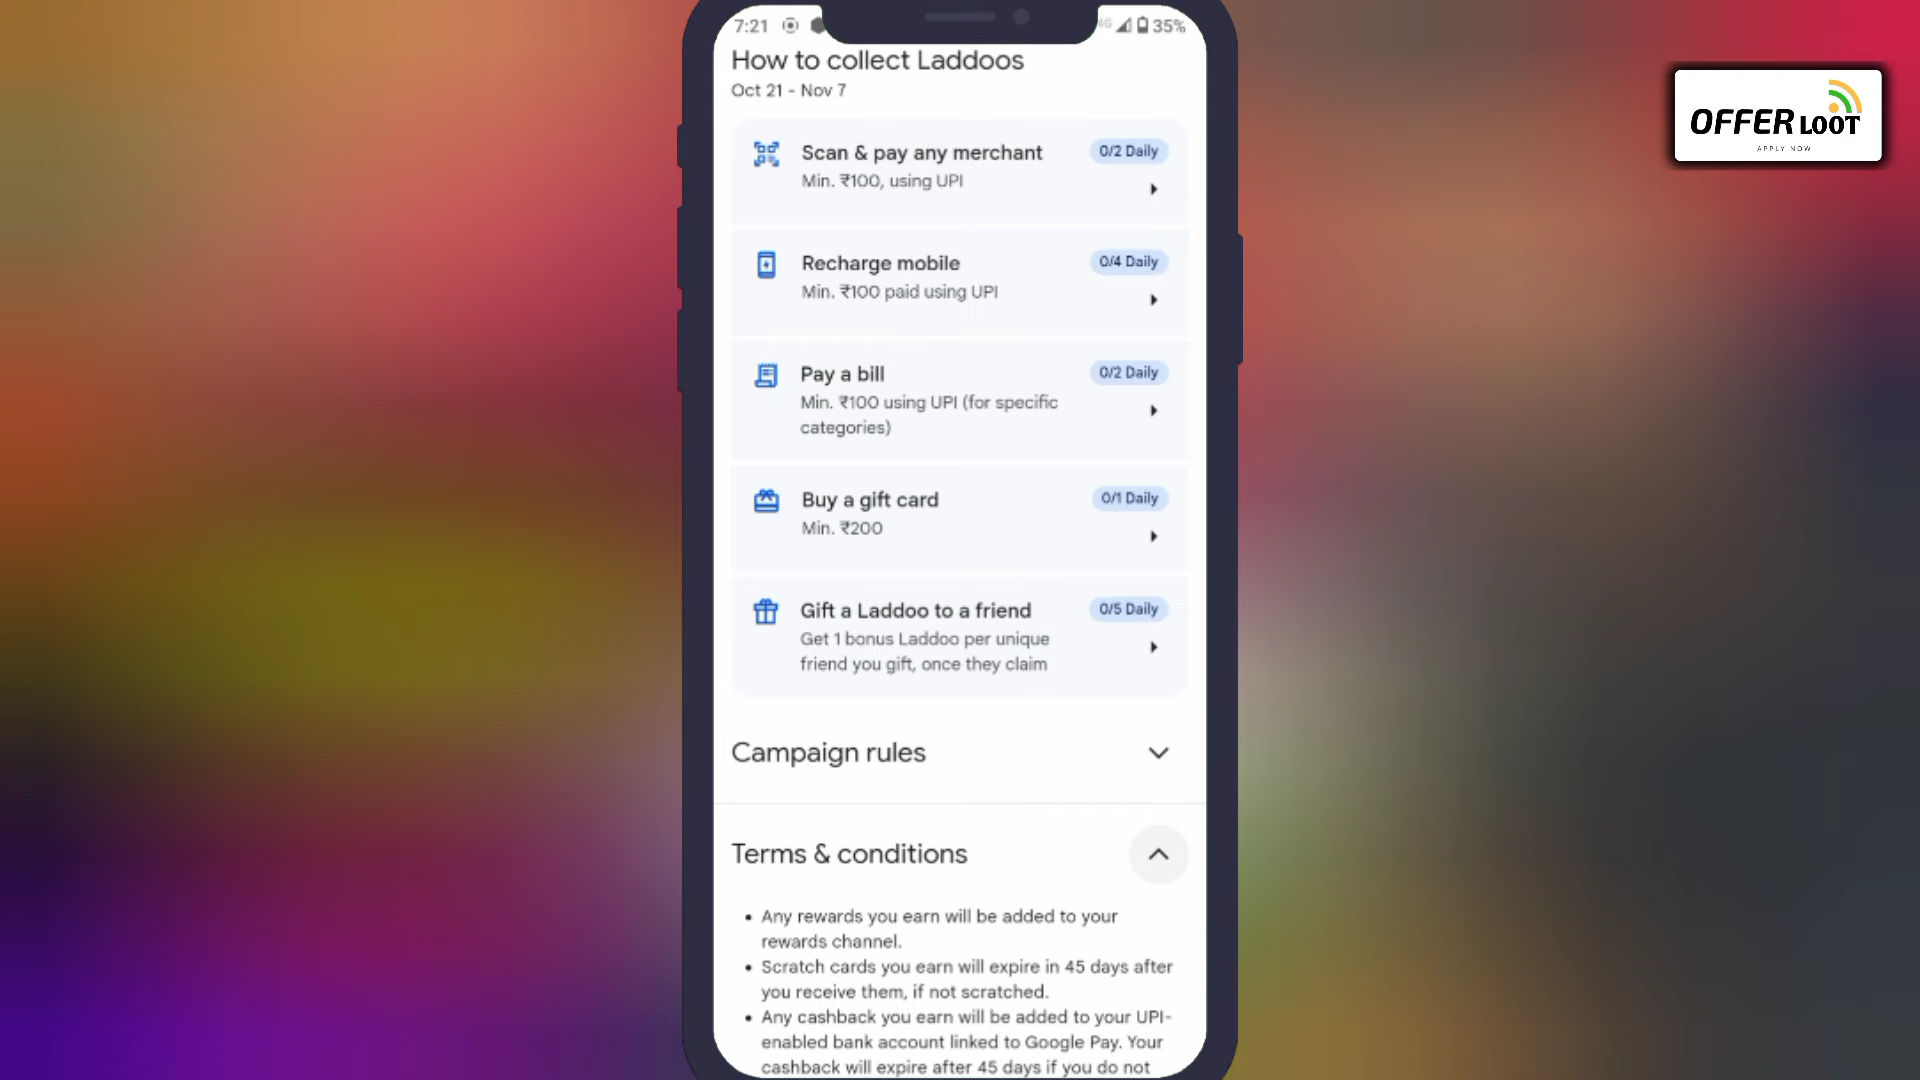 7:21
4G 35%
How to collect Laddoos
Oct 21 - Nov 7
Scan & pay any merchant
0/2 Daily
Min. ₹100, using UPI
Recharge mobile
0/4 Daily
Min. ₹100 paid using UPI
Pay a bill
0/2 Daily
Min. ₹100 using UPI (for specific
categories)
Buy a gift card
0/1 Daily
Min. ₹200
Gift a Laddoo to a friend
0/5 Daily
Get 1 bonus Laddoo per unique
friend you gift, once they claim
Campaign rules
Terms & conditions
• Any rewards you earn will be added to your
rewards channel.
• Scratch cards you earn will expire in 45 days after
you receive them, if not scratched.
• Any cashback you earn will be added to your UPI-
enabled bank account linked to Google Pay. Your
cashback will expire after 45 days if you do not
OFFER LOOT
APPLY NOW